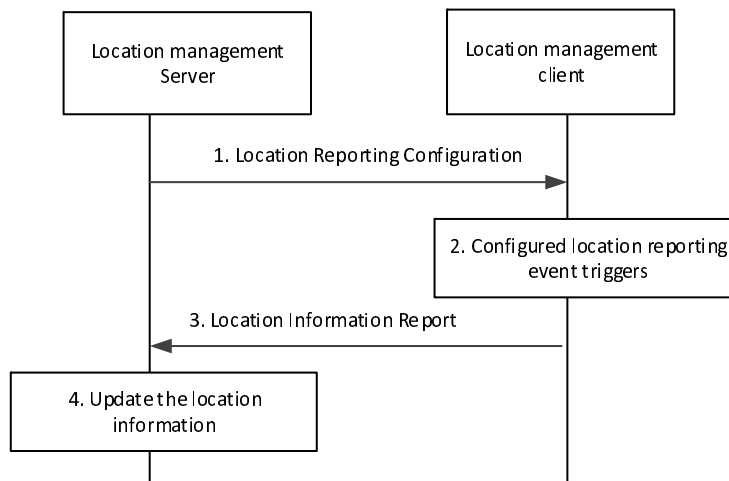 Location management
Server
Location management
client
1. Location Reporting Configuration
2. Configured location reporting
event triggers
3. Location Information Report
4. Update the location
information